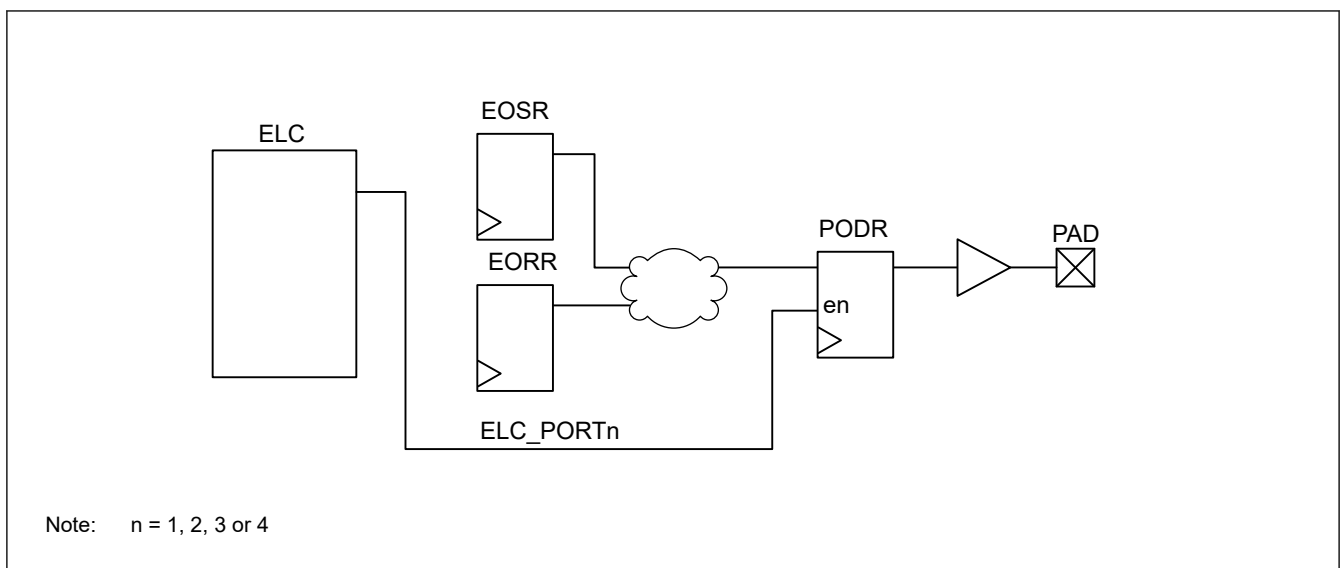 EOSR
ELC
PODR
PAD
EORR
en
ELC_PORTn
Note: n = 1, 2, 3 or 4